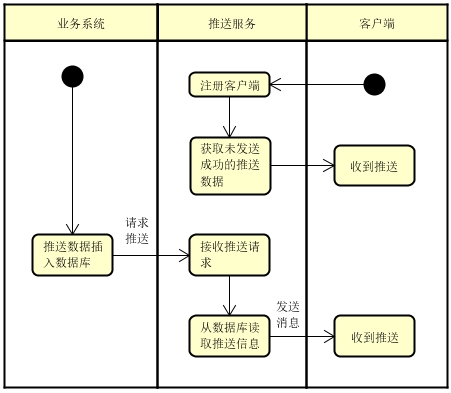 业务系统
推送服务
客户端
注册客户端
获取未发送
成功的推送
数据
收到推送
请求
推送
推送数据插
入数据库
接收推送请
求
发送
消息
从数据库读
取推送信息
收到推送